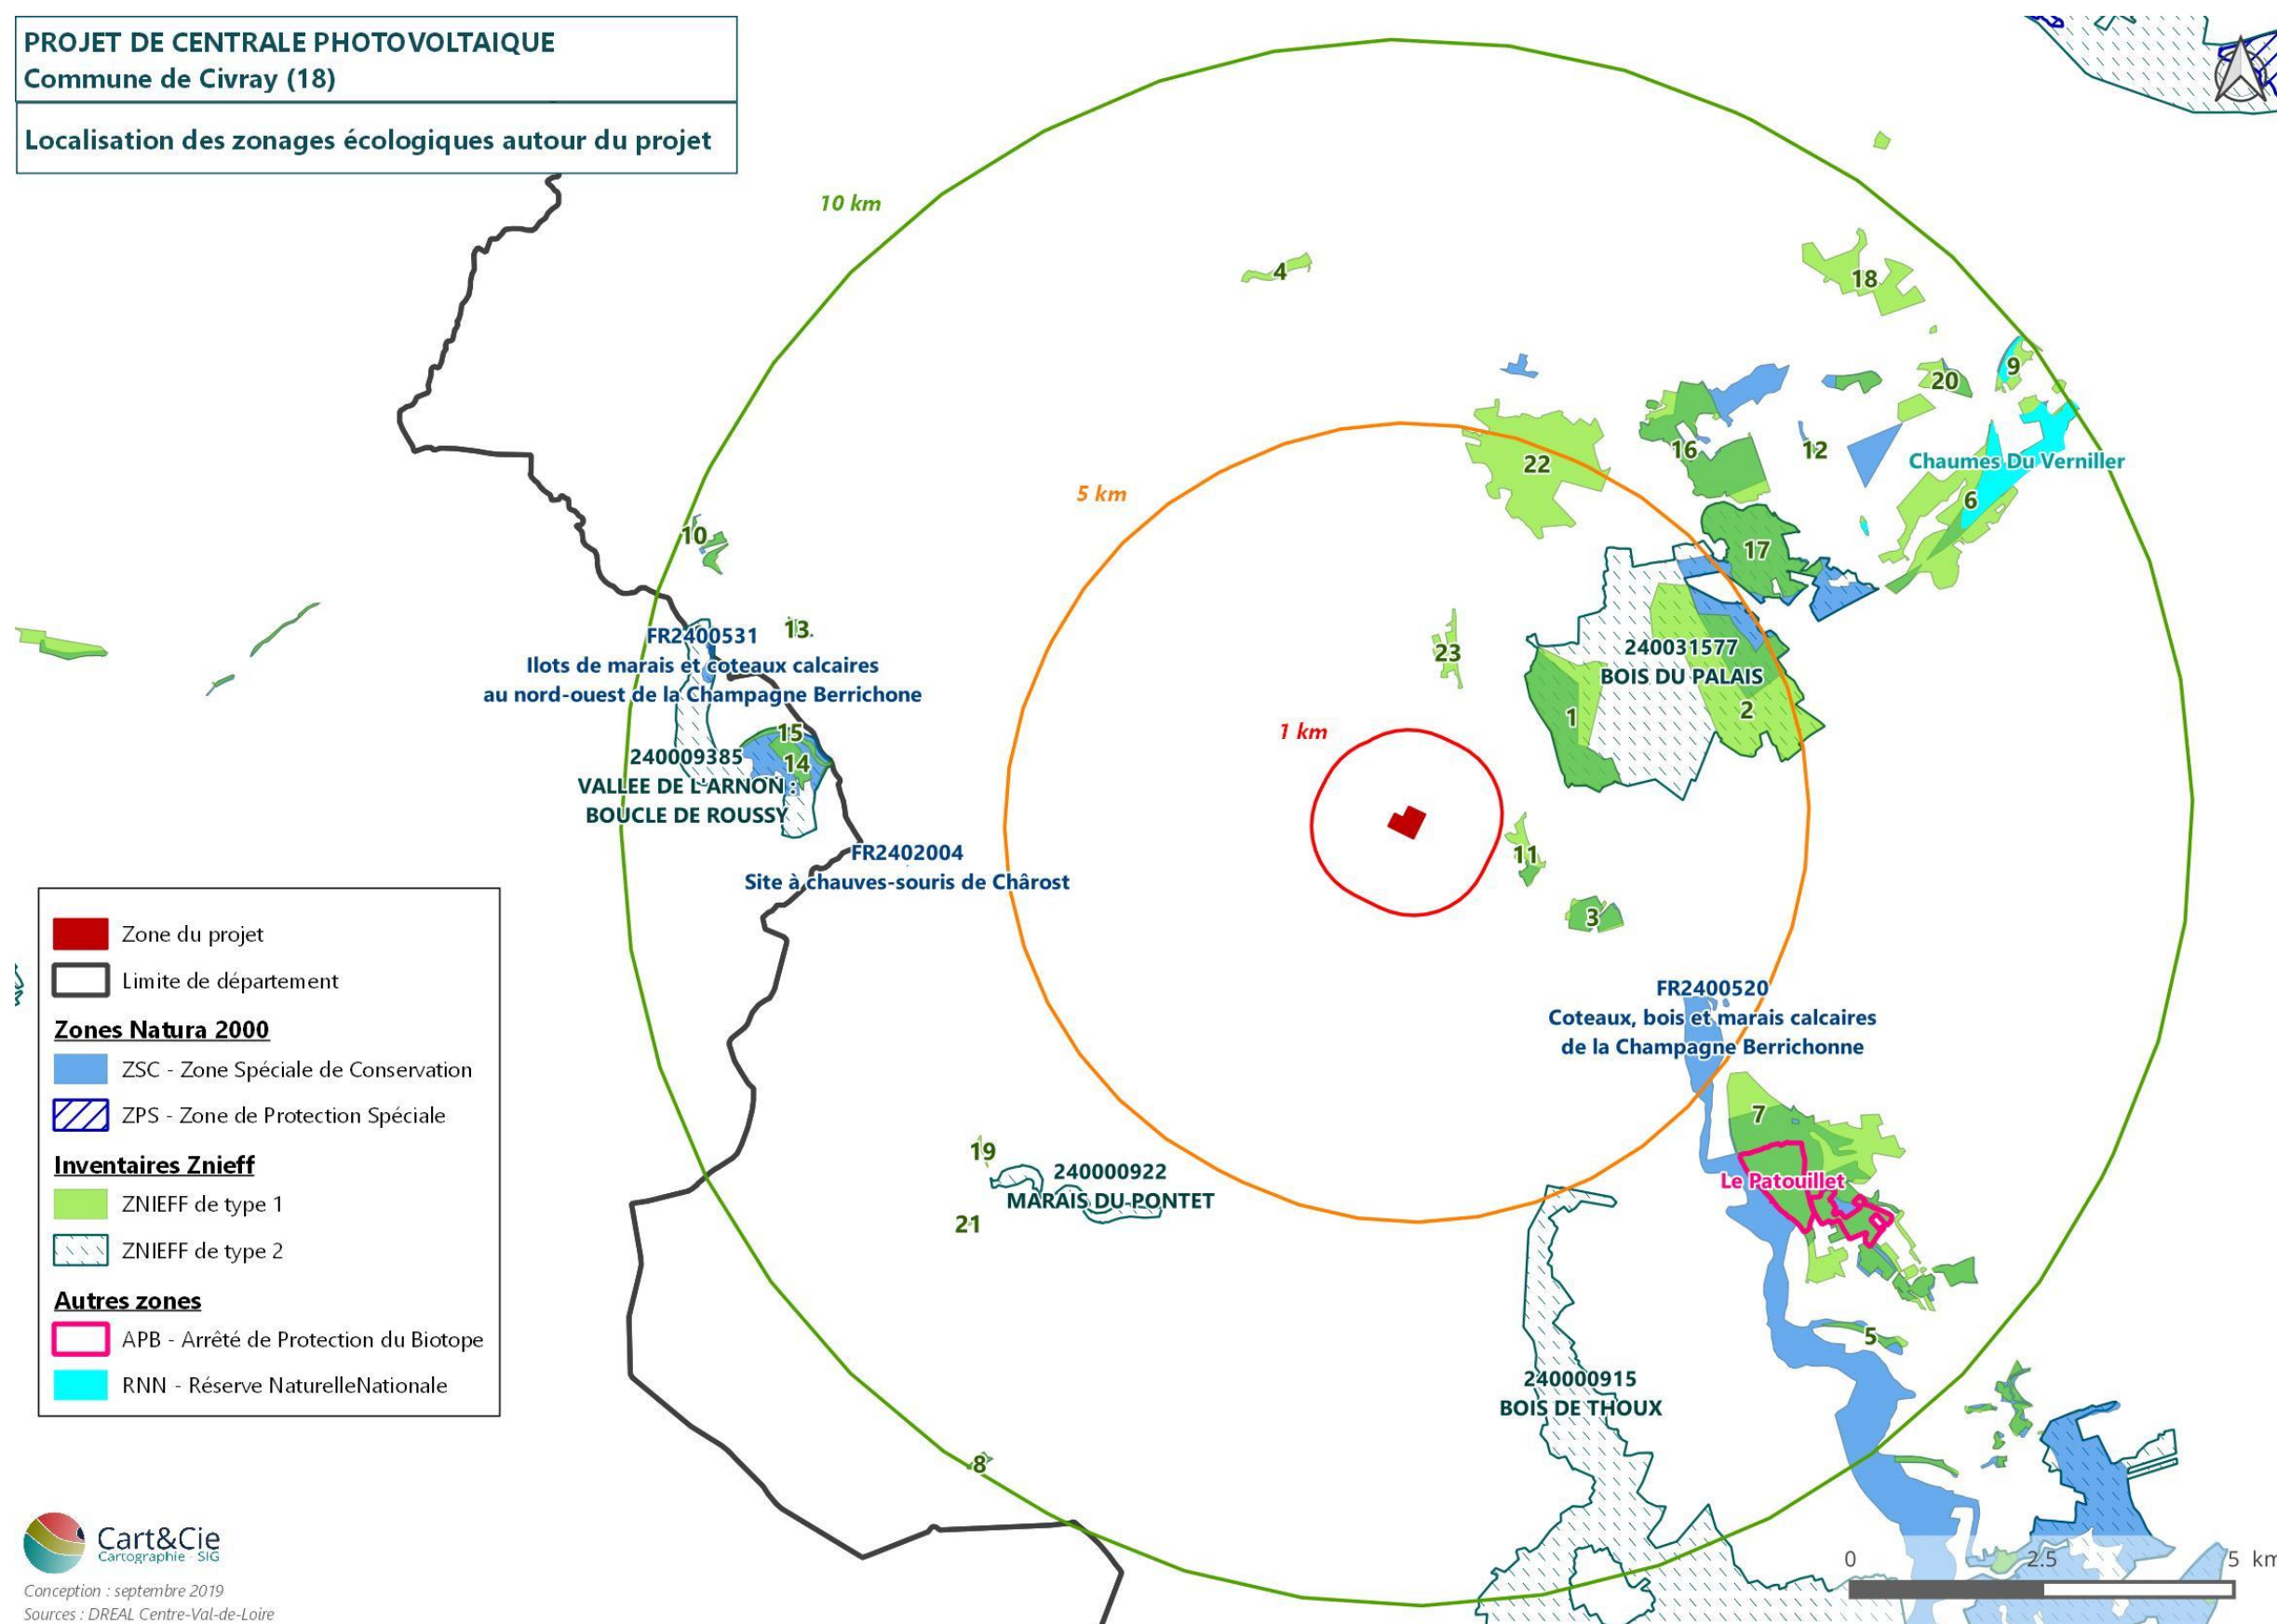 PROJET DE CENTRALE PHOTOVOLTAIQUE
Commune de Civray (18)
Localisation des zonages écologiques autour du projet
10 km
4
18
9
20
5 km
22
16
12
Chaumes Du Verniller
6
10
17
FR2400531
13
Ilots de marais et coteaux calcaires
au nord-ouest de la Champagne Berrichone
23
240031577
BOIS DU PALAIS
1
2
1 km
15
240009385
14
VALLEE DE L'ARNON :
BOUCLE DE ROUSSY
FR2402004
Site à chauves-souris de Chârost
11
3
FR2400520
Coteaux, bois et marais calcaires
de la Champagne Berrichonne
7
Le Patouillet
19
240000922
MARAIS DU PONTET
21
5
240000915
BOIS DE THOUX
8
Zone du projet
Limite de département
Zones Natura 2000
ZSC - Zone Spéciale de Conservation
ZPS - Zone de Protection Spéciale
Inventaires Znieff
ZNIEFF de type 1
ZNIEFF de type 2
Autres zones
APB - Arrêté de Protection du Biotope
RNN - Réserve NaturelleNationale
Cart&Cie
Cartographie - SIG
Conception : septembre 2019
Sources : DREAL Centre-Val-de-Loire
0 2.5 5 km